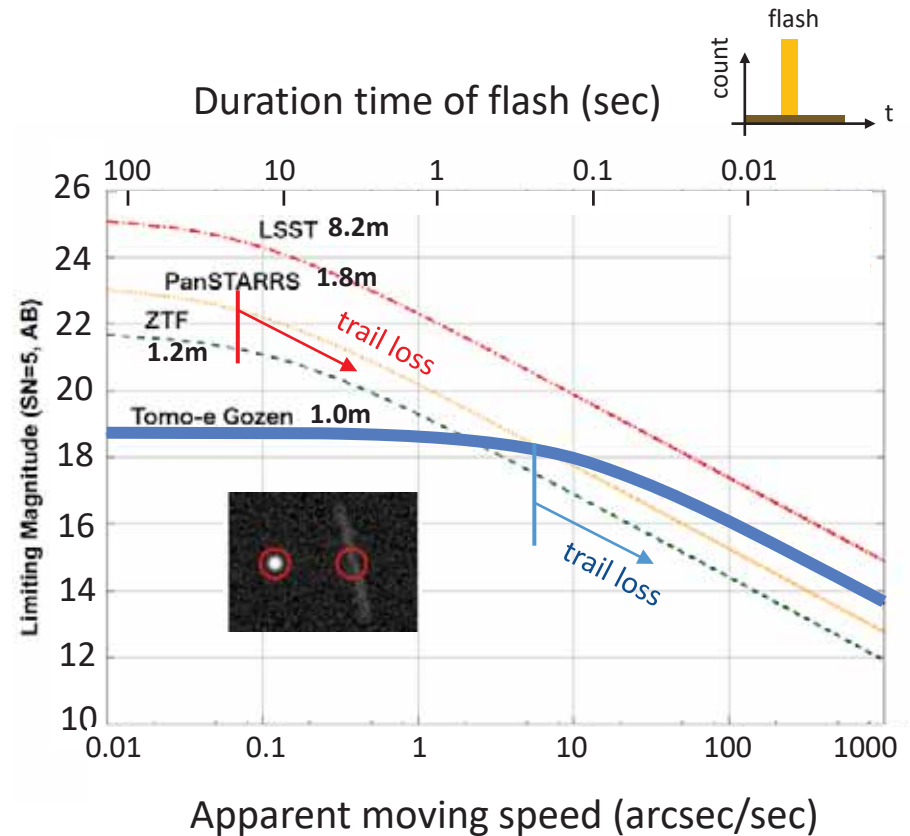 flash
count
t
Duration time of flash (sec)
100 10 1 0.1 0.01
26
24
22
20
18
16
14
12
10
Limiting Magnitude (SN=5, AB)
LSST 8.2m
PanSTARRS 1.8m
ZTF
1.2m
trail loss
Tomo-e Gozen 1.0m
trail loss
0.01 0.1 1 10 100 1000
Apparent moving speed (arcsec/sec)